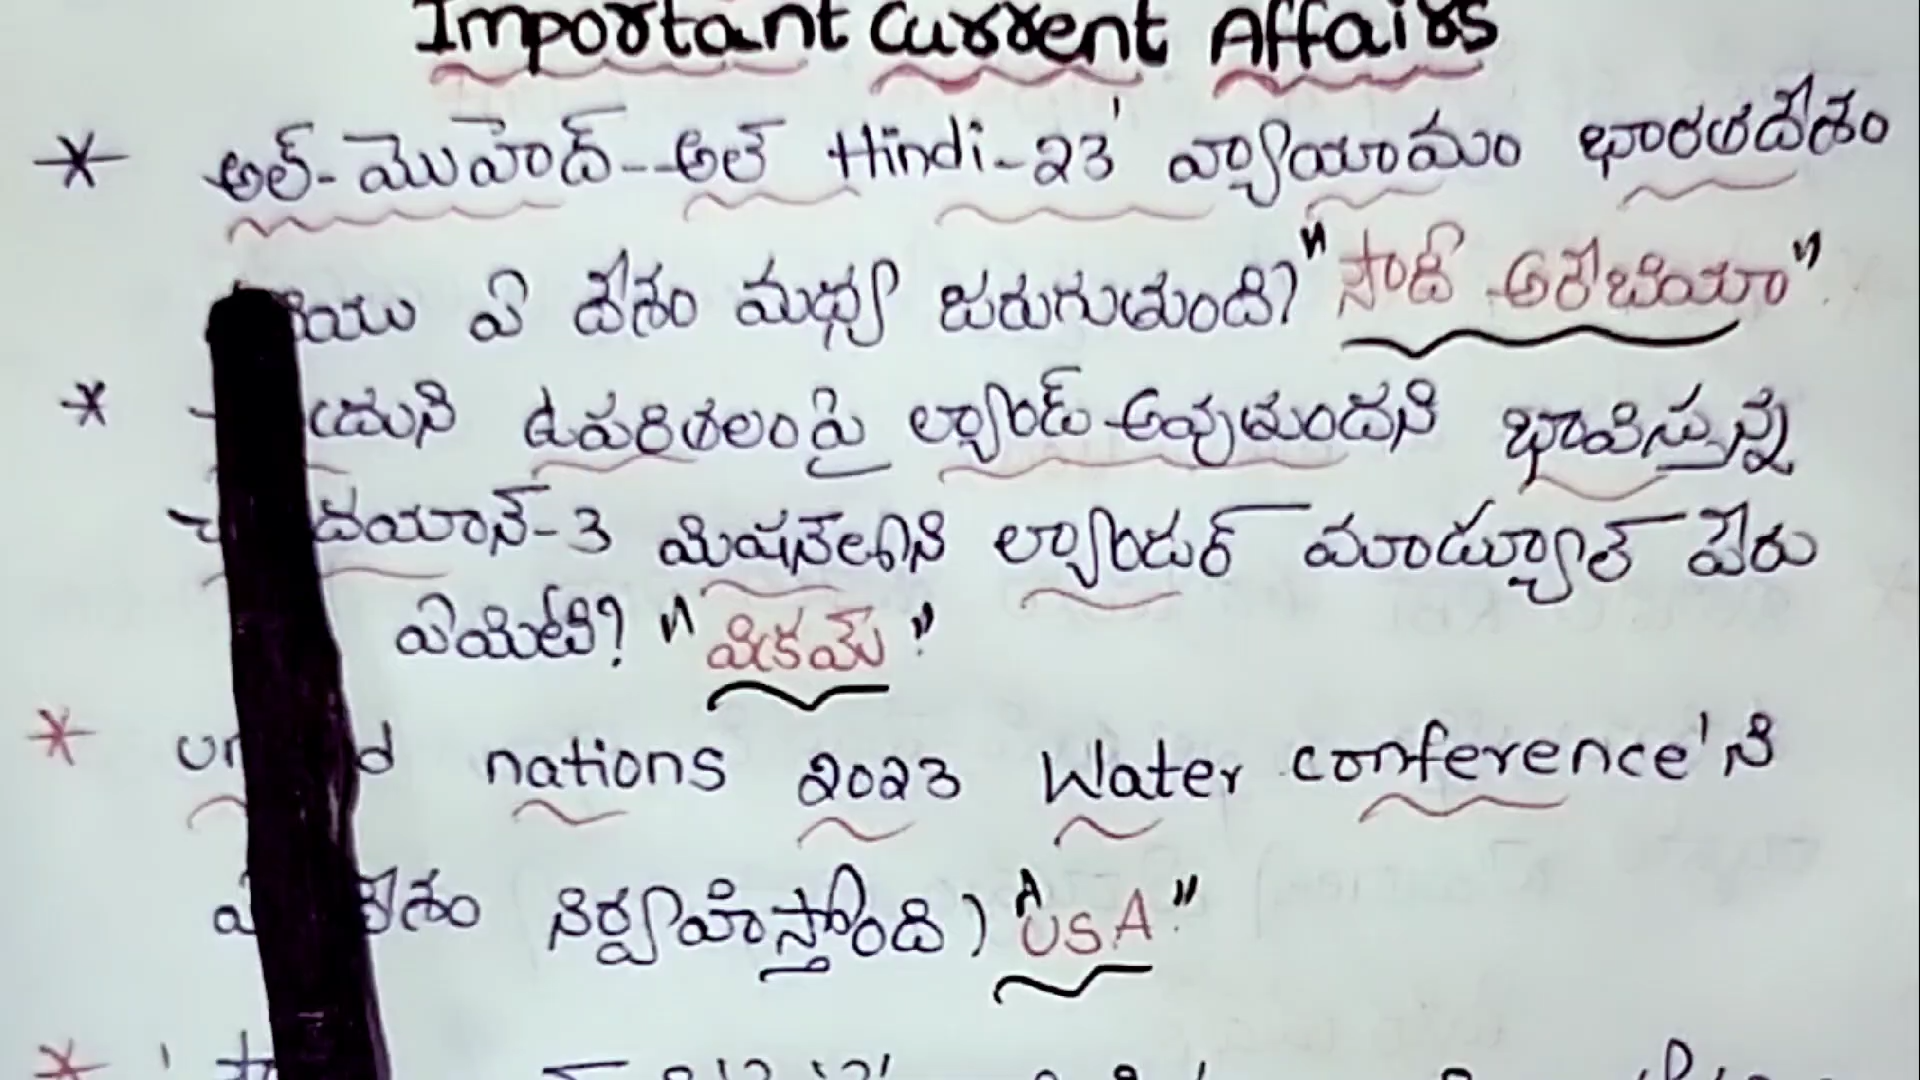 Important Current Affairs
* అల్-మొహెద్--అల్ Hindi-23' వ్యాయామం భారతదేశం
ఏ దేశం మధ్య జరుగుతుంది? "సౌదీ అరేబియా"
* ఉపరితలంపై ల్యాండ్ అవుతుందని భావిస్తున్న
దయాన్-3 మిషన్లోని ల్యాండర్ మాడ్యూల్ పేరు
ఏమిటి? "విక్రమ్"
* nations 2023 Water conference'ని
దేశం నిర్వహిస్తోంది) "USA"